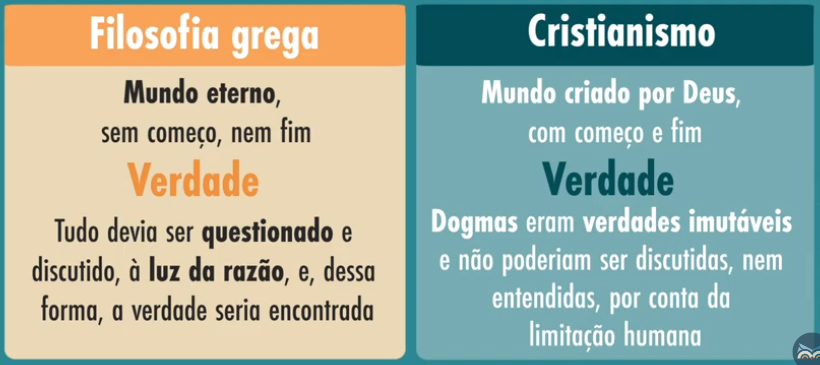 Filosofia grega
Mundo eterno,
sem começo, nem fim
Verdade
Tudo devia ser questionado e
discutido, à luz da razão, e, dessa
forma, a verdade seria encontrada
Cristianismo
Mundo criado por Deus,
com começo e fim
Verdade
Dogmas eram verdades imutáveis
e não poderiam ser discutidas, nem
entendidas, por conta da
limitação humana